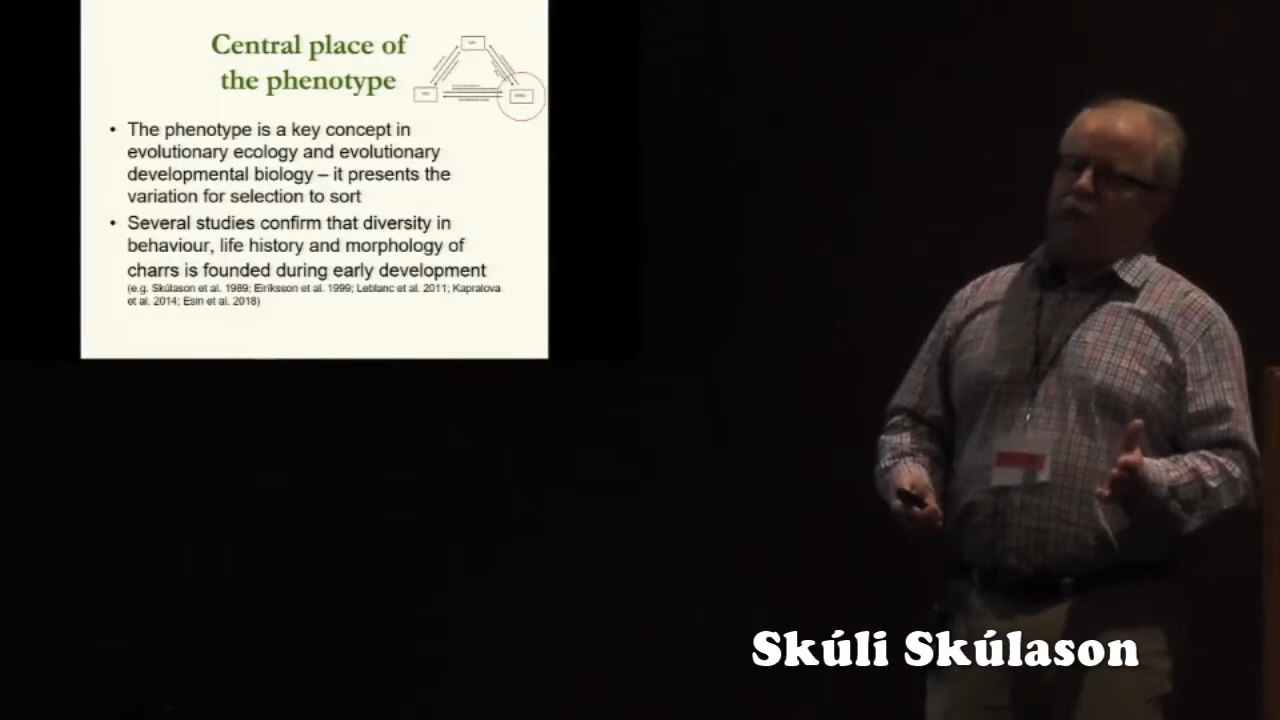 Central place of
the phenotype
• The phenotype is a key concept in
evolutionary ecology and evolutionary
developmental biology – it presents the
variation for selection to sort
• Several studies confirm that diversity in
behaviour, life history and morphology of
charrs is founded during early development
(e.g. Skúlason et al. 1989; Eiríksson et al. 1999; Leblanc et al. 2011; Kapralova
et al. 2014; Esin et al. 2018)
Skúli Skúlason